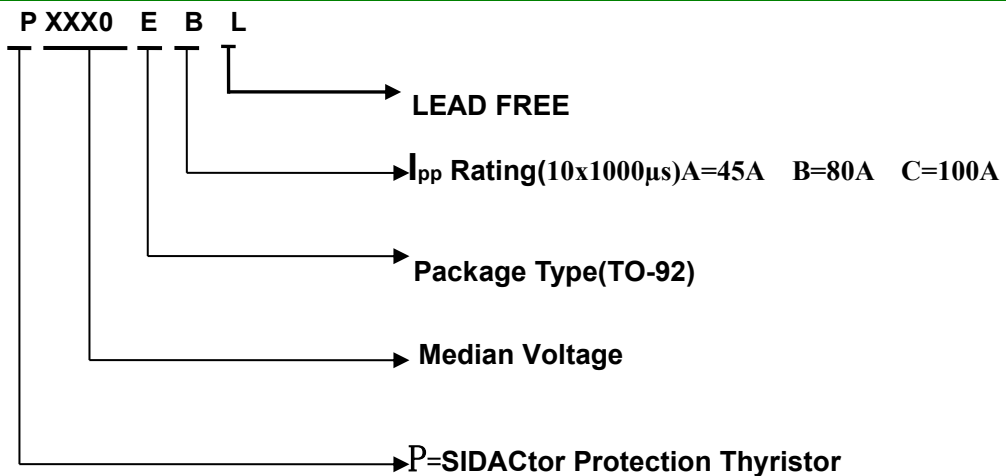 P XXX0 E B L
LEAD FREE
Ipp Rating(10x1000μs)A=45A B=80A C=100A
Package Type(TO-92)
Median Voltage
P=SIDACtor Protection Thyristor